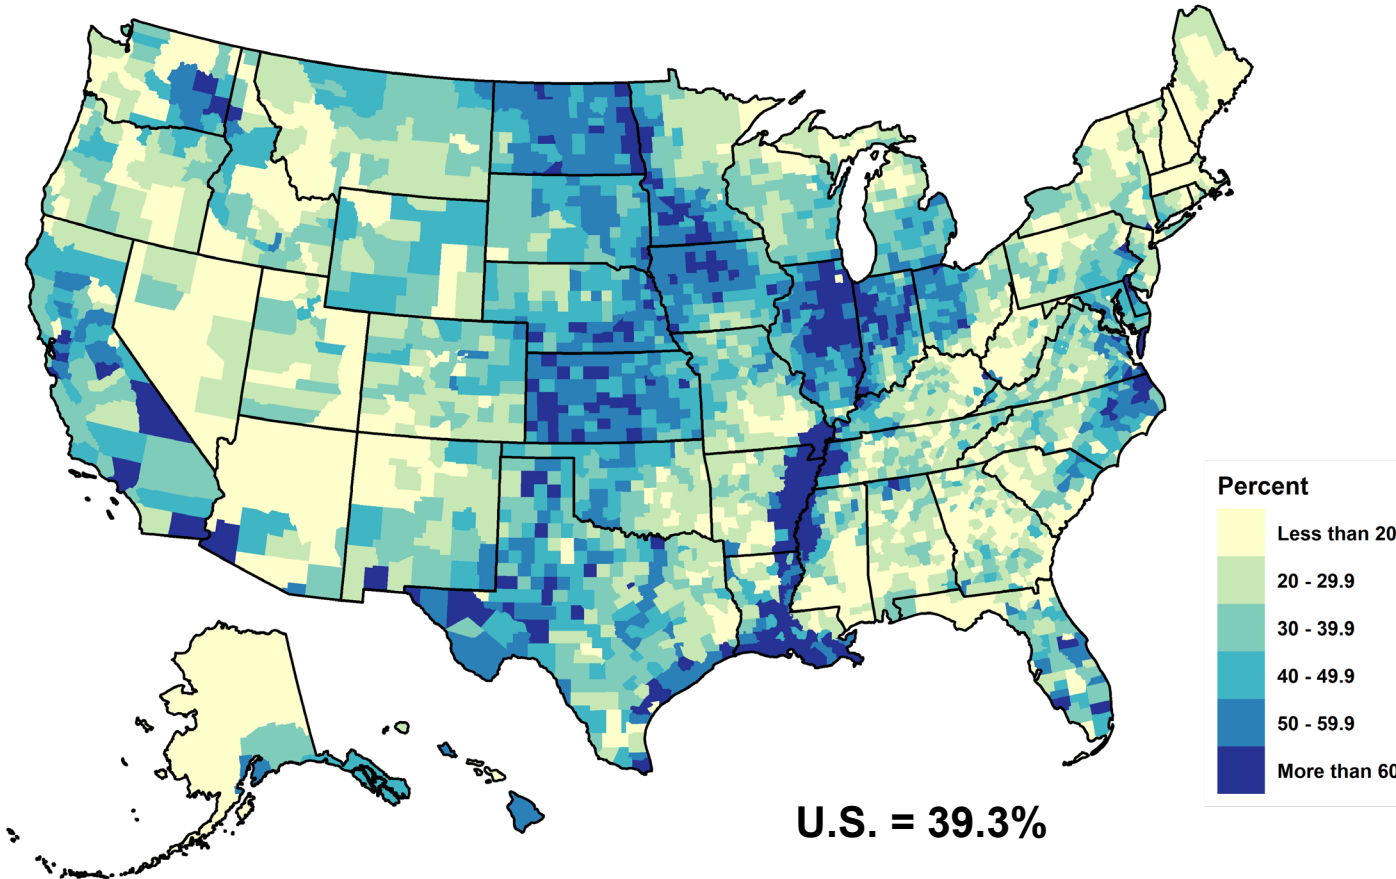 Percent
Less than 20
20 - 29.9
30 - 39.9
40 - 49.9
50 - 59.9
More than 60
U.S. = 39.3%